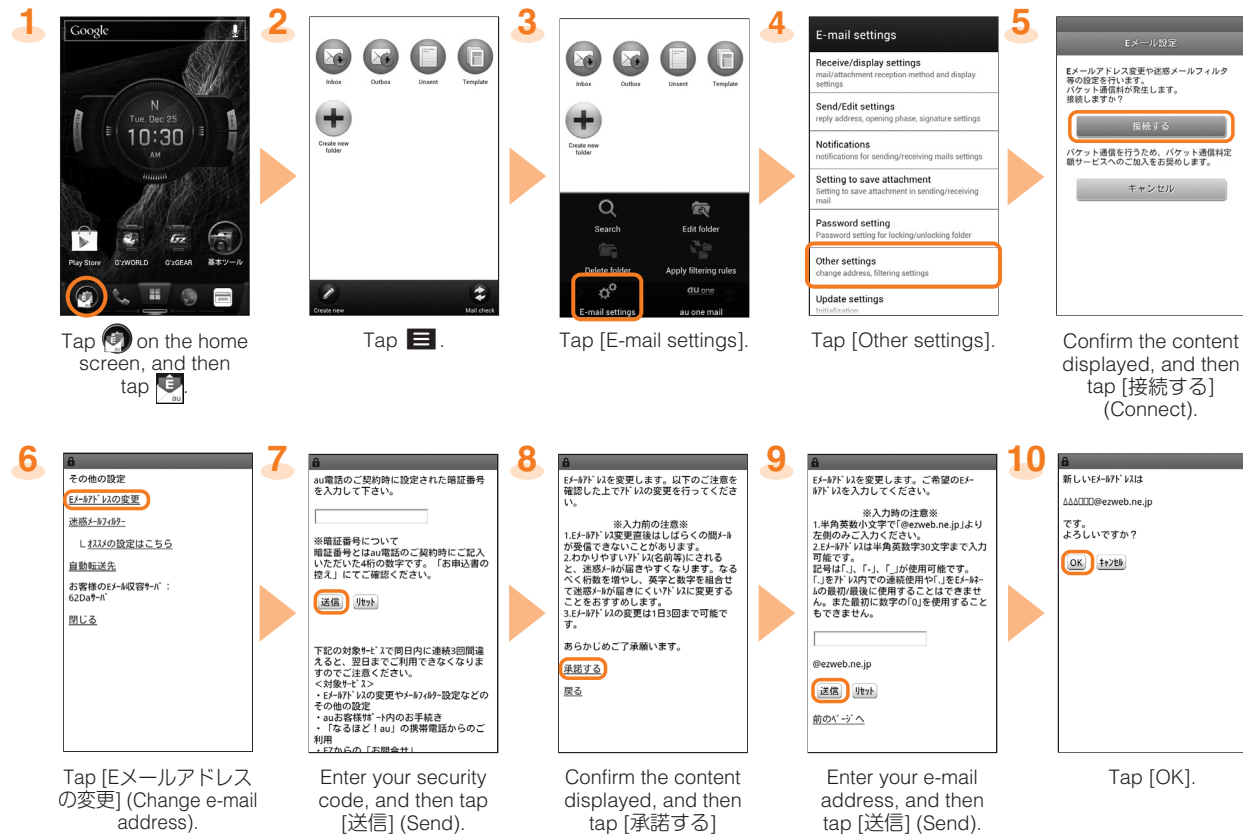 1
Google
N
Tue. Dec 25
10:30
AM
Play Store
G'zWORLD
G'zGEAR
基本ツール
Tap on the home
screen, and then
tap .
2
Inbox
Outbox
Unsent
Template
Create new
folder
Create new
Mail check
Tap .
3
Inbox
Outbox
Unsent
Template
Create new
folder
Search
Edit folder
Delete folder
Apply filtering rules
E-mail settings
au one
au one mail
Tap [E-mail settings].
4
E-mail settings
Receive/display settings
mail/attachment reception method and display
settings
Send/Edit settings
reply address, opening phase, signature settings
Notifications
notifications for sending/receiving mails settings
Setting to save attachment
Setting to save attachment in sending/receiving
mail
Password setting
Password setting for locking/unlocking folder
Other settings
change address, filtering settings
Update settings
Initialization
Tap [Other settings].
5
Eメール設定
Eメールアドレス変更や迷惑メールフィルタ
等の設定を行います。
パケット通信料が発生します。
接続しますか？
接続する
パケット通信を行うため、パケット通信料定
額サービスへのご加入をお奨めします。
キャンセル
Confirm the content
displayed, and then
tap [接続する]
(Connect).
6
その他の設定
Eﾒｰﾙｱﾄﾞﾚｽの変更
迷惑ﾒｰﾙﾌｨﾙﾀｰ
└ ｵｽｽﾒの設定はこちら
自動転送先
お客様のEﾒｰﾙ収容ｻｰﾊﾞ：
62Daｻｰﾊﾞ
閉じる
Tap [Eメールアドレス
の変更] (Change e-mail
address).
7
au電話のご契約時に設定された暗証番号
を入力して下さい。
※暗証番号について
暗証番号とはau電話のご契約時にご記入
いただいた4桁の数字です。「お申込書の
控え」にてご確認ください。
送信 ﾘｾｯﾄ
下記の対象ｻｰﾋﾞｽで同日内に連続3回間違
えると、翌日までご利用できなくなりま
すのでご注意ください。
＜対象ｻｰﾋﾞｽ＞
・Eﾒｰﾙｱﾄﾞﾚｽの変更やﾒｰﾙﾌｨﾙﾀｰ設定などの
その他の設定
・auお客様ｻﾎﾟｰﾄ内のお手続き
・「なるほど！au」の携帯電話からのご
利用
・EZからの「お問合せ」
Enter your security
code, and then tap
[送信] (Send).
8
Eﾒｰﾙｱﾄﾞﾚｽを変更します。以下のご注意を
確認した上でｱﾄﾞﾚｽの変更を行ってくださ
い。
※入力前の注意※
1.Eﾒｰﾙｱﾄﾞﾚｽ変更直後はしばらくの間ﾒｰﾙ
が受信できないことがあります。
2.わかりやすいｱﾄﾞﾚｽ(名前等)にされる
と、迷惑ﾒｰﾙが届きやすくなります。なる
べく桁数を増やし、英字と数字を組合せ
て迷惑ﾒｰﾙが届きにくいｱﾄﾞﾚｽに変更する
ことをおすすめします。
3.Eﾒｰﾙｱﾄﾞﾚｽの変更は1日3回まで可能で
す。
あらかじめご了承願います。
承諾する
戻る
Confirm the content
displayed, and then
tap [承諾する]
9
Eﾒｰﾙｱﾄﾞﾚｽを変更します。ご希望のEﾒｰ
ﾙｱﾄﾞﾚｽを入力してください。
※入力時の注意※
1.半角英数小文字で「@ezweb.ne.jp」より
左側のみご入力ください。
2.Eﾒｰﾙｱﾄﾞﾚｽは半角英数字30文字まで入力
可能です。
記号は「.」、「-」、「_」が使用可能です。
「.」をｱﾄﾞﾚｽ内での連続使用や「.」をEﾒｰﾙﾈｰ
ﾑの最初/最後に使用することはできませ
ん。また最初に数字の「0」を使用すること
もできません。
@ezweb.ne.jp
送信 ﾘｾｯﾄ
前のﾍﾟｰｼﾞへ
Enter your e-mail
address, and then
tap [送信] (Send).
10
新しいEﾒｰﾙｱﾄﾞﾚｽは
△△△□□□@ezweb.ne.jp
です。
よろしいですか？
OK ｷｬﾝｾﾙ
Tap [OK].